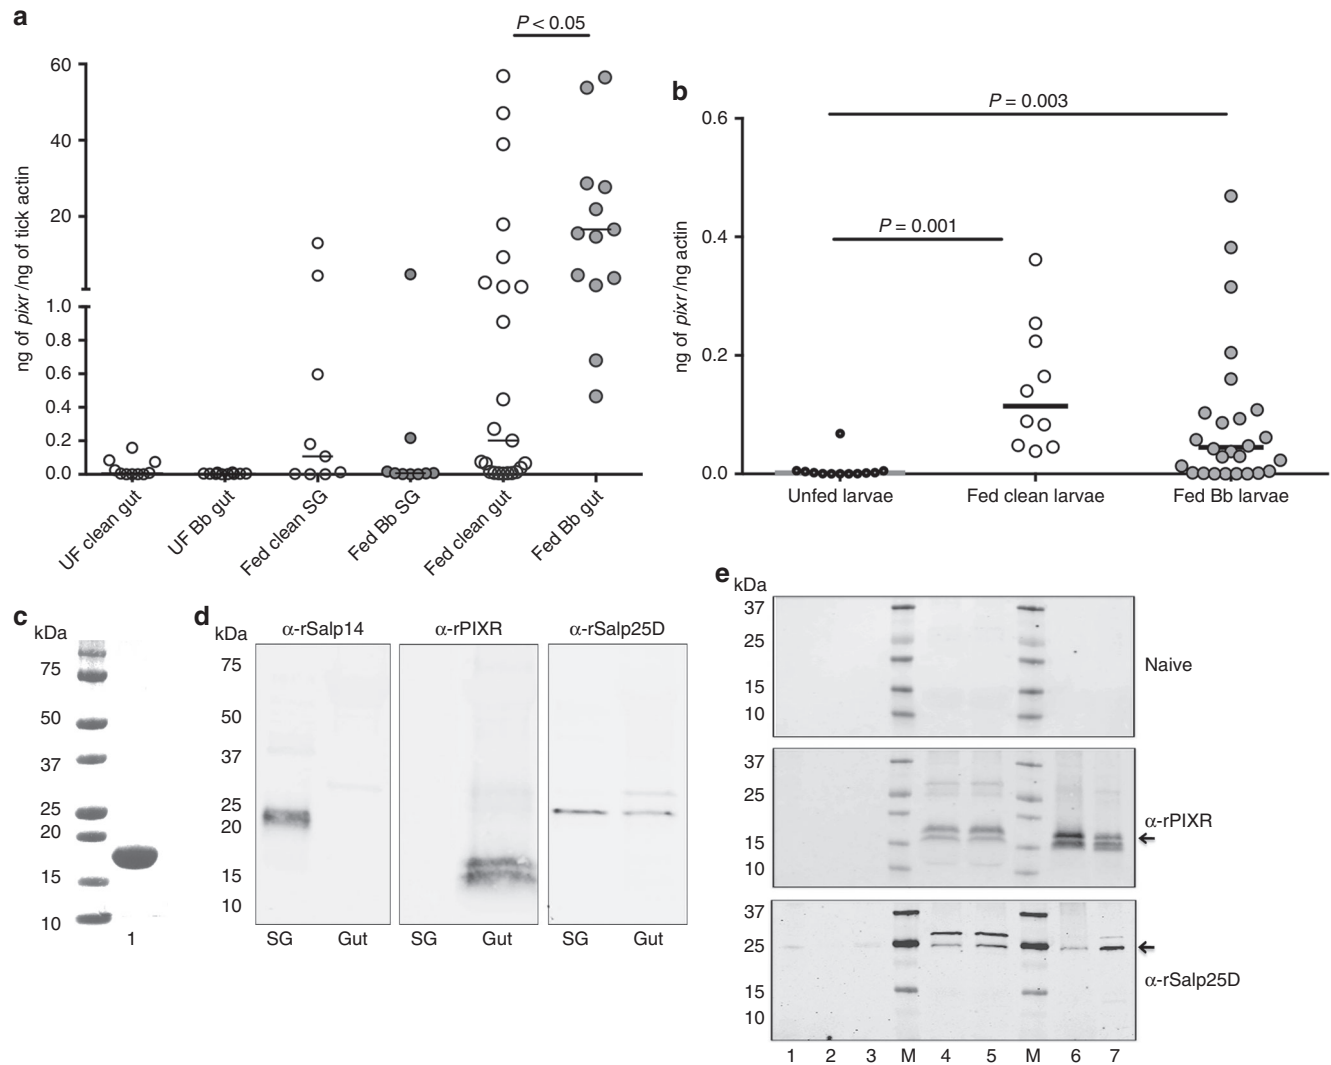 a
P < 0.05
60
40
20
1.0
0.8
0.6
0.4
0.2
0.0
ng of pixr /ng of tick actin
UF clean gut
UF Bb gut
Fed clean SG
Fed Bb SG
Fed clean gut
Fed Bb gut
b
P = 0.003
P = 0.001
0.6
0.4
0.2
0.0
ng of pixr /ng actin
Unfed larvae
Fed clean larvae
Fed Bb larvae
c
kDa
75
50
37
25
20
15
10
1
d
kDa
α-rSalp14
α-rPIXR
α-rSalp25D
75
50
37
25
20
15
10
SG
Gut
SG
Gut
SG
Gut
e
kDa
37
25
15
10
Naive
37
25
15
10
α-rPIXR
37
25
15
10
α-rSalp25D
1 2 3 M 4 5 M 6 7